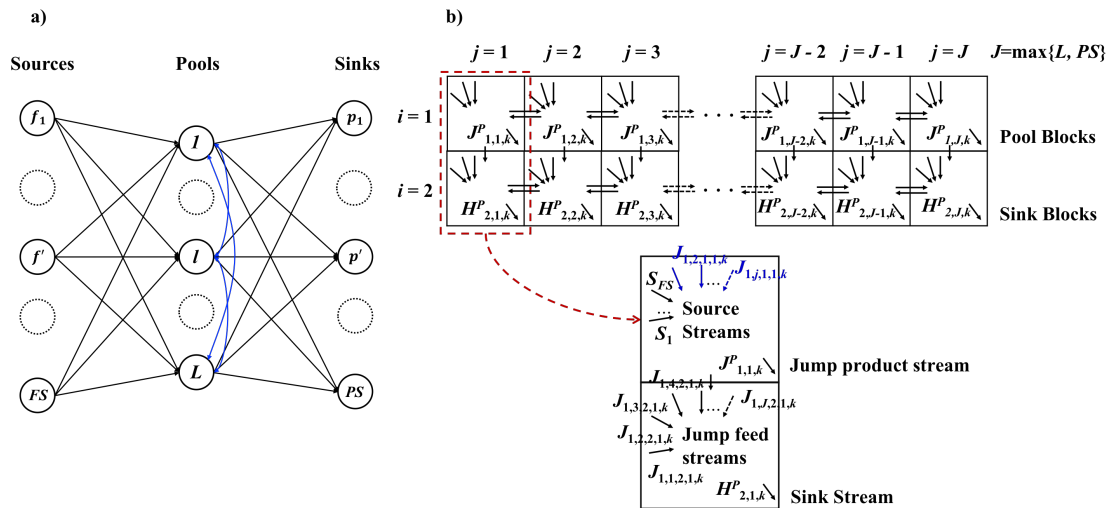 a)
Sources Pools Sinks
f₁ 1 p₁
f' l p'
FS L PS
b)
j = 1 j = 2 j = 3 j = J - 2 j = J - 1 j = J J=max{L, PS}
i = 1
Jᴾ₁,₁,ₖ Jᴾ₁,₂,ₖ Jᴾ₁,₃,ₖ · · · Jᴾ₁,J₋₂,ₖ Jᴾ₁,J₋₁,ₖ Jᴾ₁,J,ₖ Pool Blocks
i = 2
Hᴾ₂,₁,ₖ Hᴾ₂,₂,ₖ Hᴾ₂,₃,ₖ · · · Hᴾ₂,J₋₂,ₖ Hᴾ₂,J₋₁,ₖ Hᴾ₂,J,ₖ Sink Blocks
J₁,₂,₁,₁,ₖ
... J₁,ⱼ,₁,₁,ₖ
S_FS
... Source
S₁ Streams
Jᴾ₁,₁,ₖ Jump product stream
J₁,₄,₂,₁,ₖ
J₁,₃,₂,₁,ₖ ... J₁,J,₂,₁,ₖ
J₁,₂,₂,₁,ₖ Jump feed
streams
J₁,₁,₂,₁,ₖ
Hᴾ₂,₁,ₖ Sink Stream